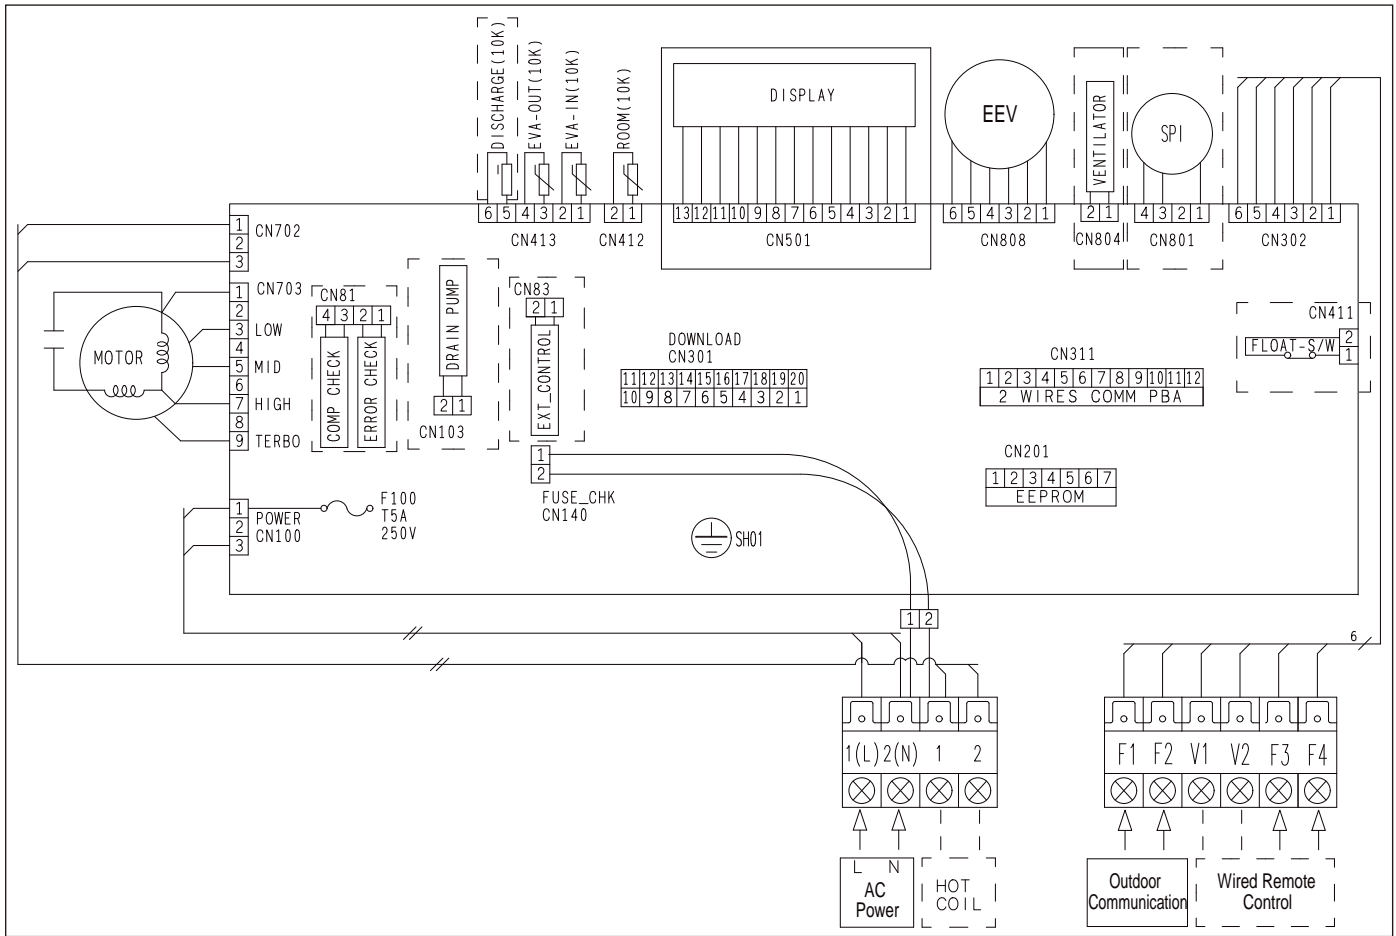 DISCHARGE(10K)
EVA-OUT(10K)
EVA-IN(10K)
ROOM(10K)
DISPLAY
EEV
VENTILATOR
SPI
6 5 4 3 2 1
CN413
2 1
CN412
13 12 11 10 9 8 7 6 5 4 3 2 1
CN501
6 5 4 3 2 1
CN808
2 1
CN804
4 3 2 1
CN801
6 5 4 3 2 1
CN302
1
2
3
CN702
CN703
1
2
3 LOW
4
5 MID
6
7 HIGH
8
9 TERBO
MOTOR
CN81
4 3 2 1
COMP CHECK
ERROR CHECK
DRAIN PUMP
2 1
CN103
CN83
2 1
EXT_CONTROL
1
2
FUSE_CHK
CN140
DOWNLOAD
CN301
11 12 13 14 15 16 17 18 19 20
10 9 8 7 6 5 4 3 2 1
CN311
1 2 3 4 5 6 7 8 9 10 11 12
2 WIRES COMM PBA
CN411
FLOAT-S/W
2
1
CN201
1 2 3 4 5 6 7
EEPROM
1
2
3
POWER
CN100
F100
T5A
250V
SH01
1 2
6
1(L) 2(N) 1 2
F1 F2 V1 V2 F3 F4
L N
AC
Power
HOT
COIL
Outdoor
Communication
Wired Remote
Control